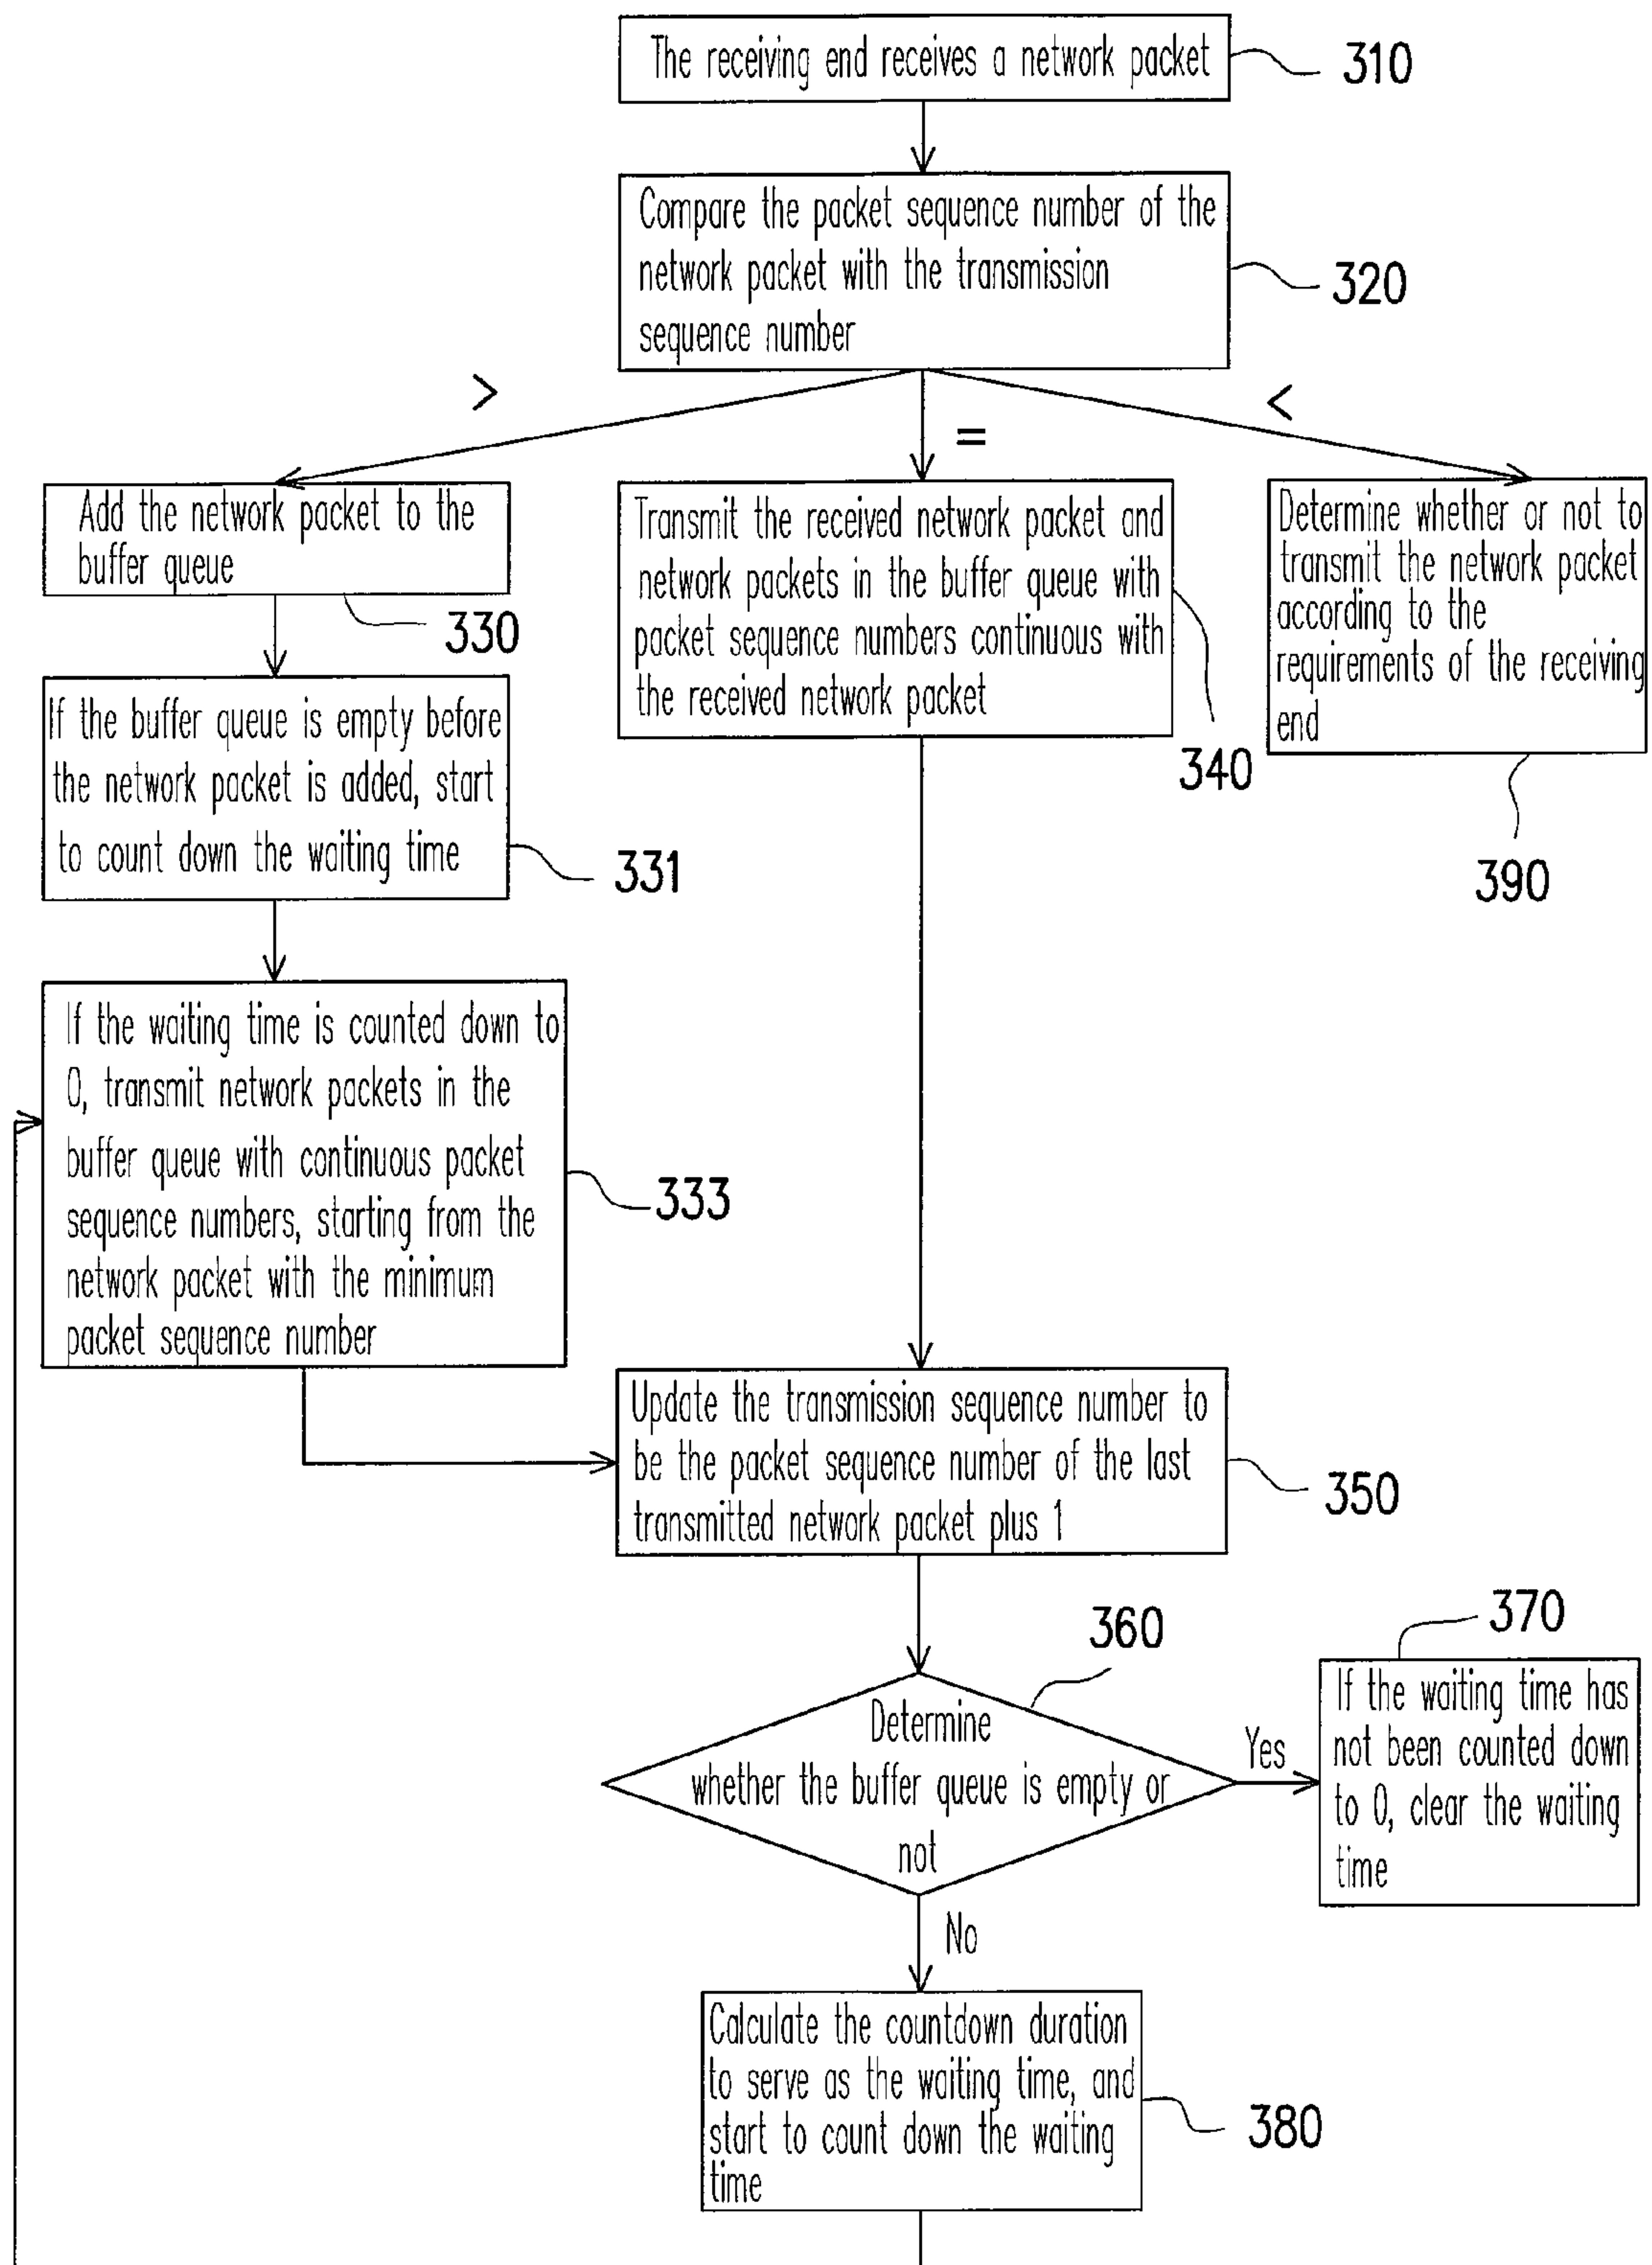 The receiving end receives a network packet
310
Compare the packet sequence number of the
network packet with the transmission
sequence number
320
>
=
<
Add the network packet to the
buffer queue
330
Transmit the received network packet and
network packets in the buffer queue with
packet sequence numbers continuous with
the received network packet
340
Determine whether or not to
transmit the network packet
according to the
requirements of the receiving
end
390
If the buffer queue is empty before
the network packet is added, start
to count down the waiting time
331
If the waiting time is counted down to
0, transmit network packets in the
buffer queue with continuous packet
sequence numbers, starting from the
network packet with the minimum
packet sequence number
333
Update the transmission sequence number to
be the packet sequence number of the last
transmitted network packet plus 1
350
Determine
whether the buffer queue is empty or
not
360
Yes
370
If the waiting time has
not been counted down
to 0, clear the waiting
time
No
Calculate the countdown duration
to serve as the waiting time, and
start to count down the waiting
time
380